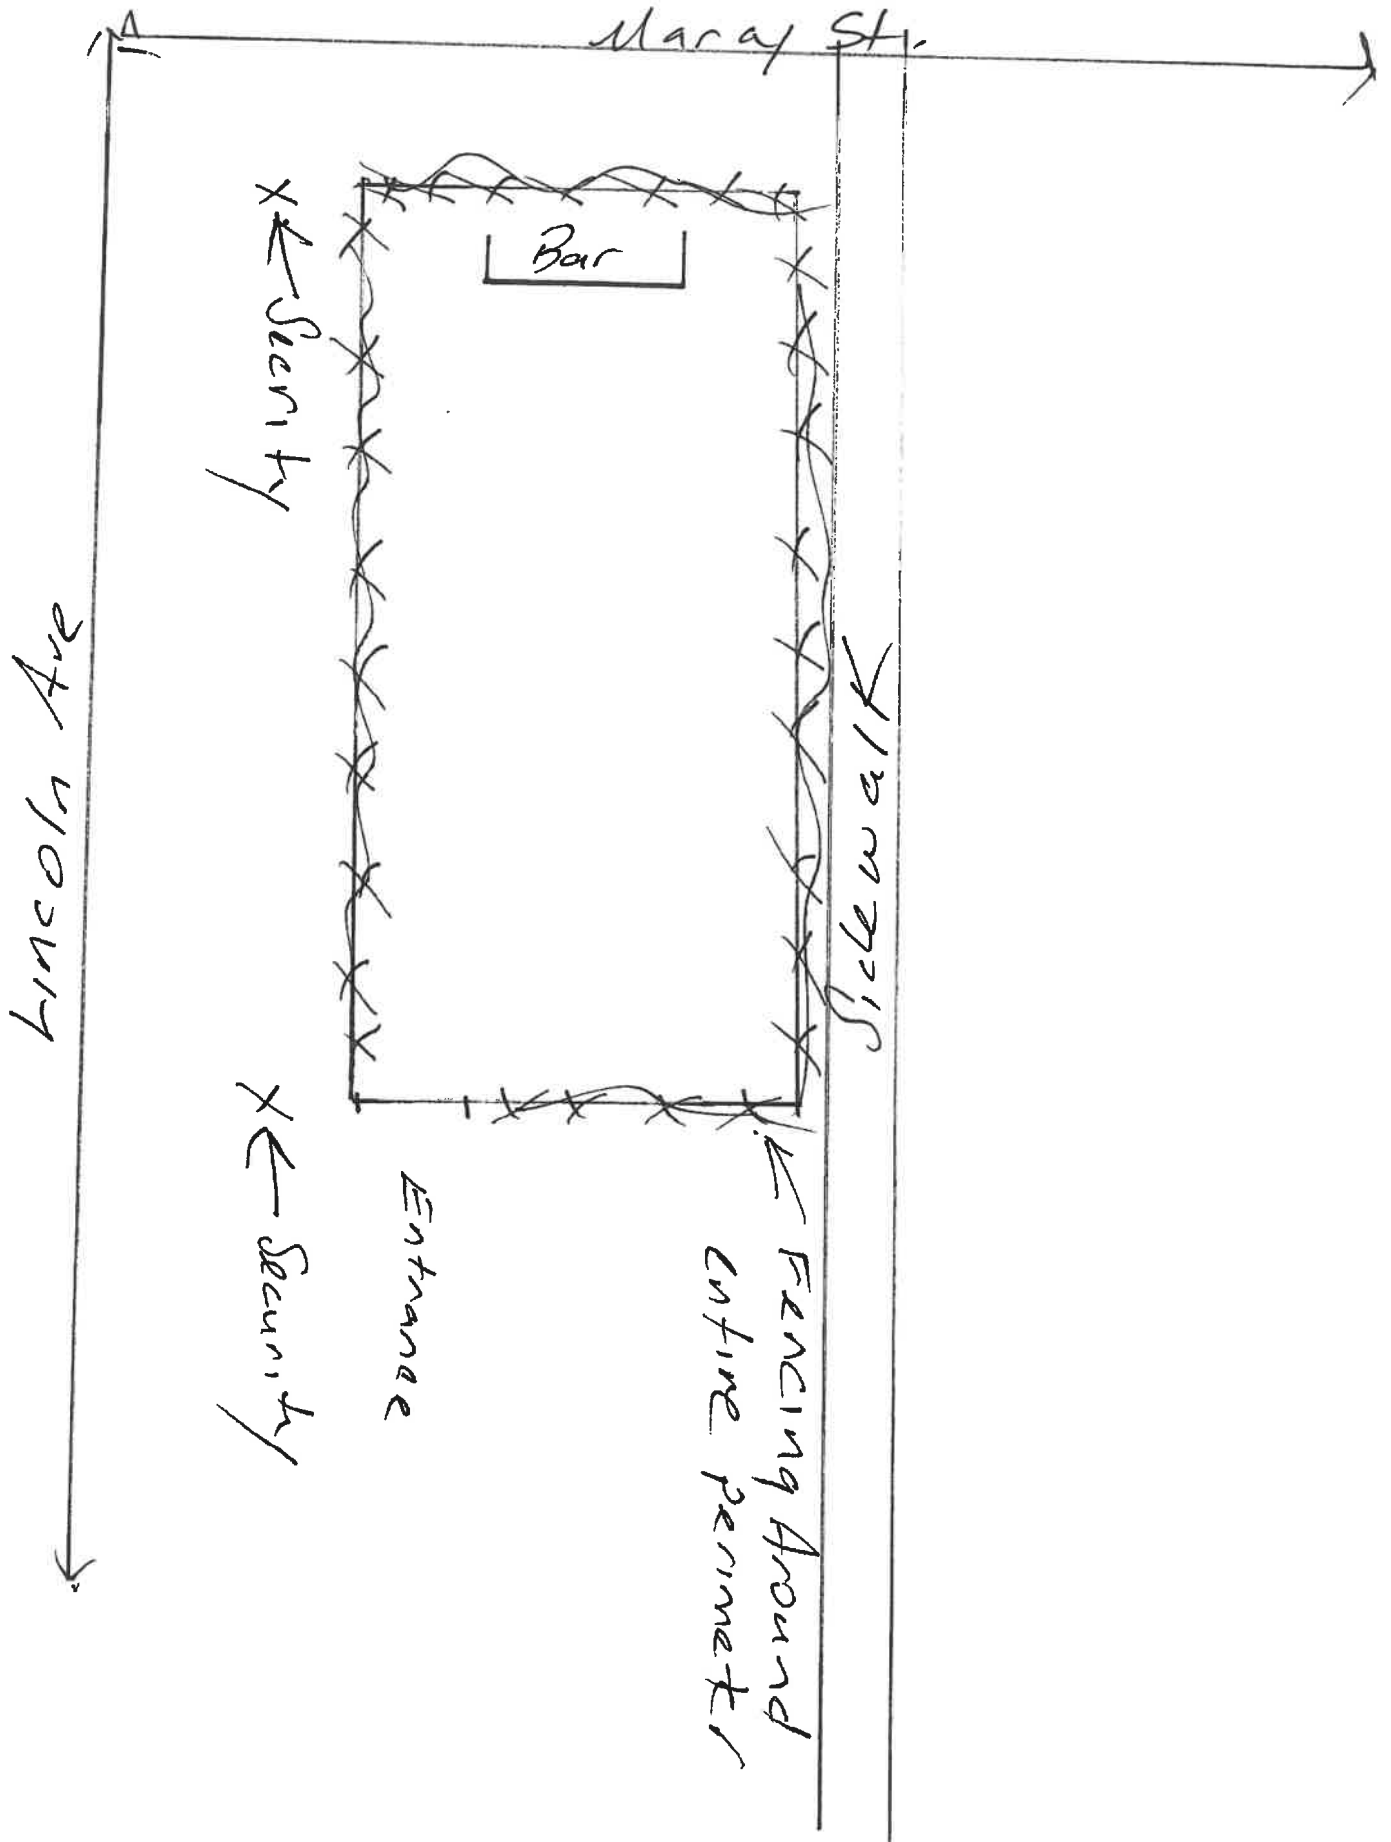 Maray St.
Bar
Security
Lincoln Ave
Sidewalk
Security
Entrance
Fencing Around
entire perimeter